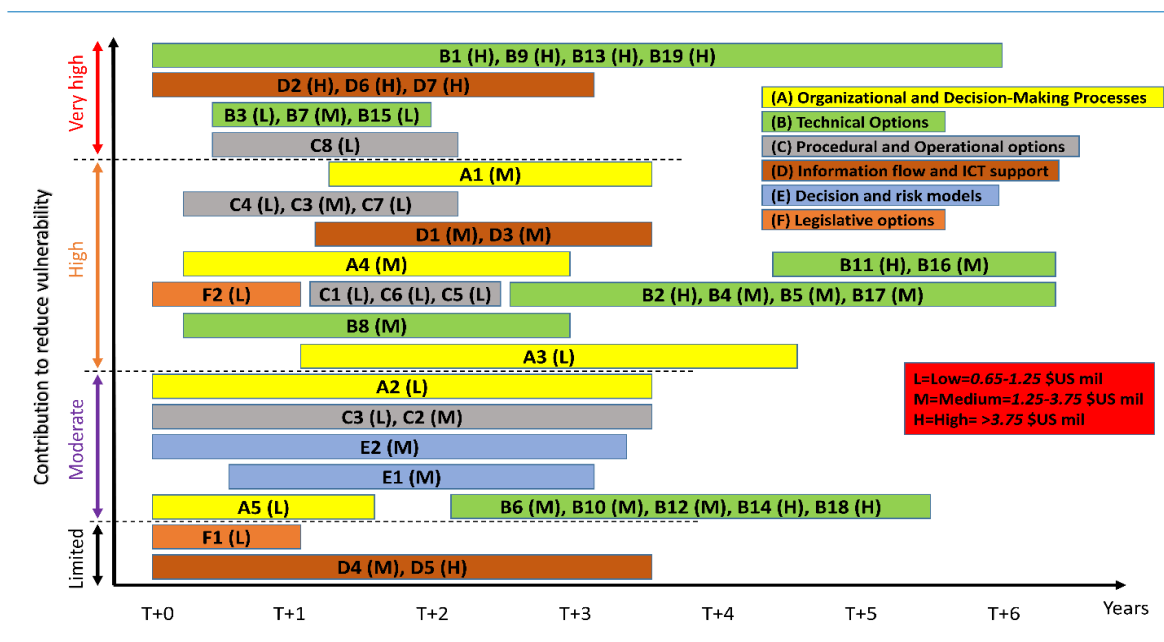 Contribution to reduce vulnerability
Very high
High
Moderate
Limited
B1 (H), B9 (H), B13 (H), B19 (H)
D2 (H), D6 (H), D7 (H)
B3 (L), B7 (M), B15 (L)
C8 (L)
A1 (M)
C4 (L), C3 (M), C7 (L)
D1 (M), D3 (M)
A4 (M)
B11 (H), B16 (M)
F2 (L)
C1 (L), C6 (L), C5 (L)
B2 (H), B4 (M), B5 (M), B17 (M)
B8 (M)
A3 (L)
A2 (L)
C3 (L), C2 (M)
E2 (M)
E1 (M)
A5 (L)
B6 (M), B10 (M), B12 (M), B14 (H), B18 (H)
F1 (L)
D4 (M), D5 (H)
(A) Organizational and Decision-Making Processes
(B) Technical Options
(C) Procedural and Operational options
(D) Information flow and ICT support
(E) Decision and risk models
(F) Legislative options
L=Low=0.65-1.25 $US mil
M=Medium=1.25-3.75 $US mil
H=High= >3.75 $US mil
T+0
T+1
T+2
T+3
T+4
T+5
T+6
Years